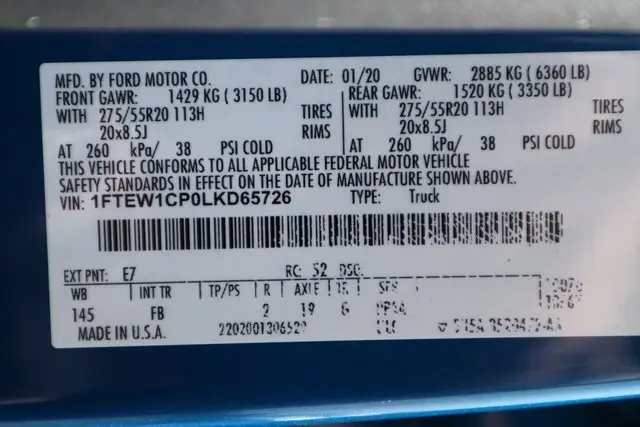 MFD. BY FORD MOTOR CO. DATE: 01/20 GVWR: 2885 KG (6360 LB)
FRONT GAWR: 1429 KG (3150 LB) REAR GAWR: 1520 KG (3350 LB)
WITH 275/55R20 113H TIRES WITH 275/55R20 113H TIRES
20x8.5J RIMS 20x8.5J RIMS
AT 260 kPa/ 38 PSI COLD AT 260 kPa/ 38 PSI COLD
THIS VEHICLE CONFORMS TO ALL APPLICABLE FEDERAL MOTOR VEHICLE
SAFETY STANDARDS IN EFFECT ON THE DATE OF MANUFACTURE SHOWN ABOVE.
VIN: 1FTEW1CP0LKD65726 TYPE: Truck
EXT PNT: E7 RC: 52 DSO:
WB INT TR TP/PS R AXLE TR SPR
145 FB 2 19 6
MADE IN U.S.A.